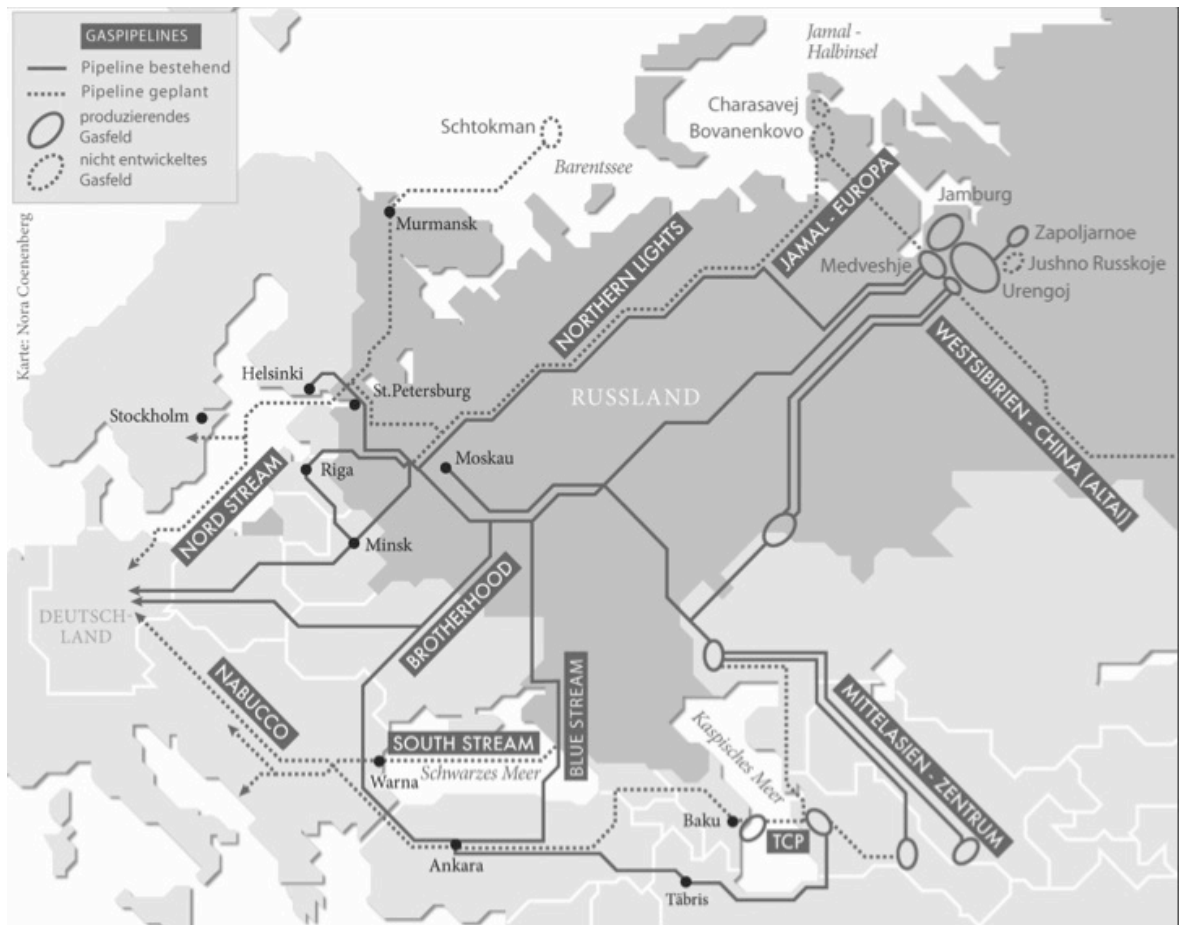 GASPIPELINES
Pipeline bestehend
Pipeline geplant
produzierendes
Gasfeld
nicht entwickeltes
Gasfeld
Karte: Nora Coenenberg
Jamal -
Halbinsel
Charasavej
Bovanenkovo
Schtokman
Barentssee
Murmansk
JAMAL - EUROPA
Jamburg
Zapoljarnoe
Medveshje
Jushno Russkoje
Urengoj
NORTHERN LIGHTS
WESTSIBIRIEN - CHINA (ALTAI)
Helsinki
St.Petersburg
RUSSLAND
Stockholm
Moskau
Riga
NORD STREAM
Minsk
BROTHERHOOD
DEUTSCH-
LAND
NABUCCO
BLUE STREAM
SOUTH STREAM
Schwarzes Meer
Warna
Kaspisches Meer
MITTELASIEN - ZENTRUM
Baku
TCP
Ankara
Täbris